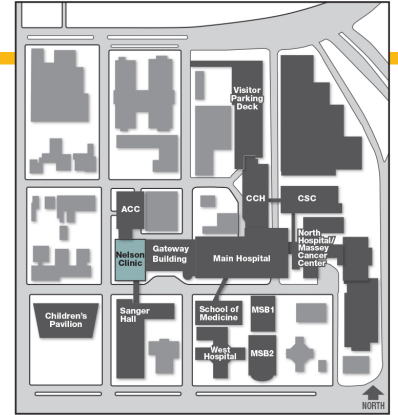 Visitor
Parking
Deck
CCH
CSC
ACC
Nelson
Clinic
Gateway
Building
Main Hospital
North
Hospital/
Massey
Cancer
Center
Children's
Pavilion
Sanger
Hall
School of
Medicine
MSB1
West
Hospital
MSB2
NORTH